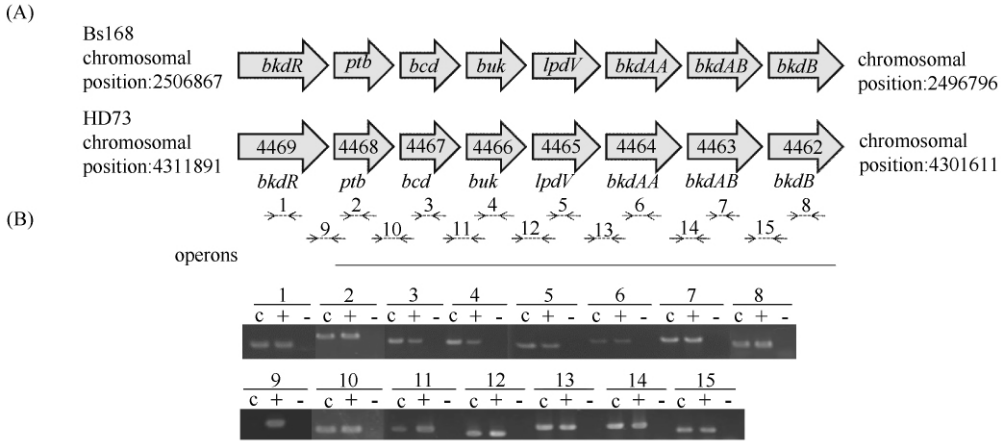 (A)
Bs168
chromosomal
position:2506867
bkdR ptb bcd buk lpdV bkdAA bkdAB bkdB
chromosomal
position:2496796
HD73
chromosomal
position:4311891
4469 4468 4467 4466 4465 4464 4463 4462
chromosomal
position:4301611
bkdR ptb bcd buk lpdV bkdAA bkdAB bkdB
(B)
1 2 3 4 5 6 7 8
9 10 11 12 13 14 15
operons
1 2 3 4 5 6 7 8
c + - c + - c + - c + - c + - c + - c + - c + -
9 10 11 12 13 14 15
c + - c + - c + - c + - c + - c + - c + -